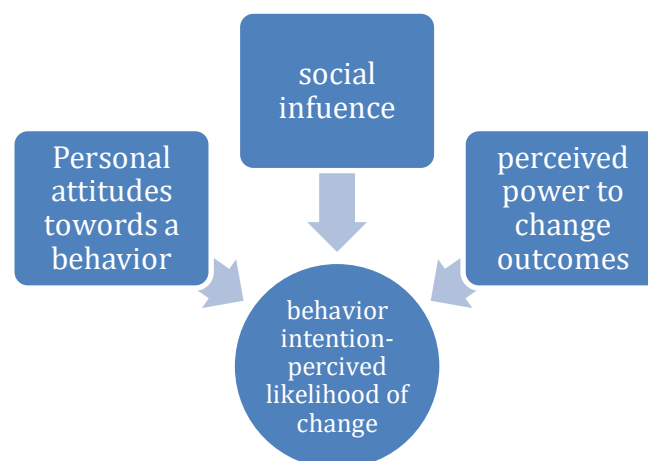 social
infuence
Personal
attitudes
towords a
behavior
perceived
power to
change
outcomes
behavior
intention-
percived
likelihood of
change